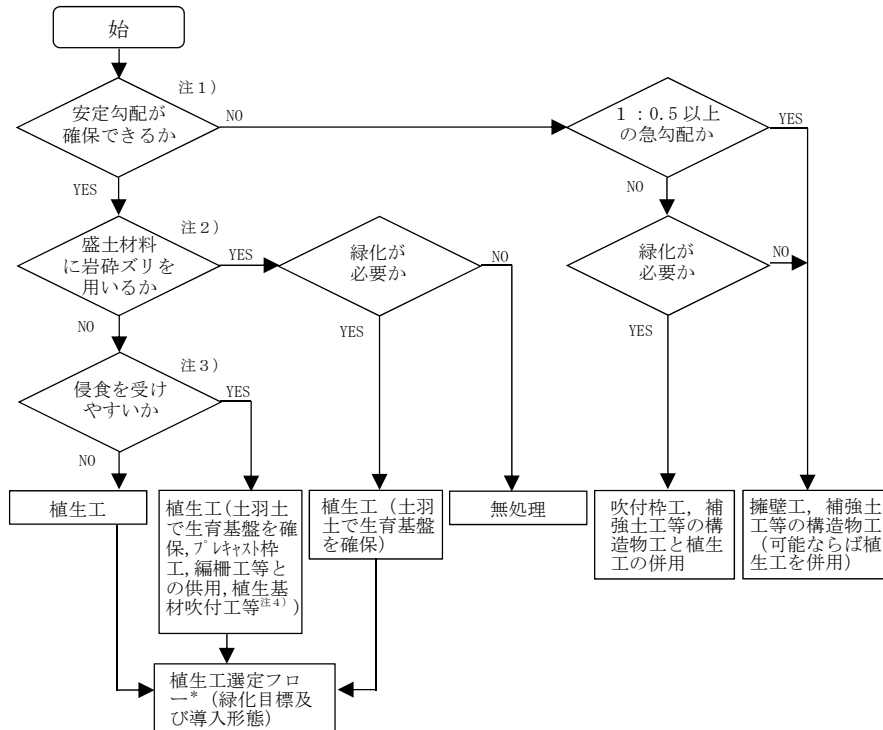 始
注１）
安定勾配が
確保できるか
NO
１：0.5 以上
の急勾配か
YES
YES
NO
注２）
盛土材料
に岩砕ズリを
用いるか
YES
緑化が
必要か
NO
緑化が
必要か
NO
NO
YES
YES
注３）
侵食を受け
やすいか
YES
NO
植生工
植生工(土羽土
で生育基盤を確
保,プレキャスト枠
工,編柵工等と
の供用,植生基
材吹付工等注4））
植生工（土羽
土で生育基盤
を確保）
無処理
吹付枠工，補
強土工等の構
造物工と植生
工の併用
擁壁工，補強土
工等の構造物工
（可能ならば植
生工を併用）
植生工選定フロ
ー*（緑化目標及
び導入形態）